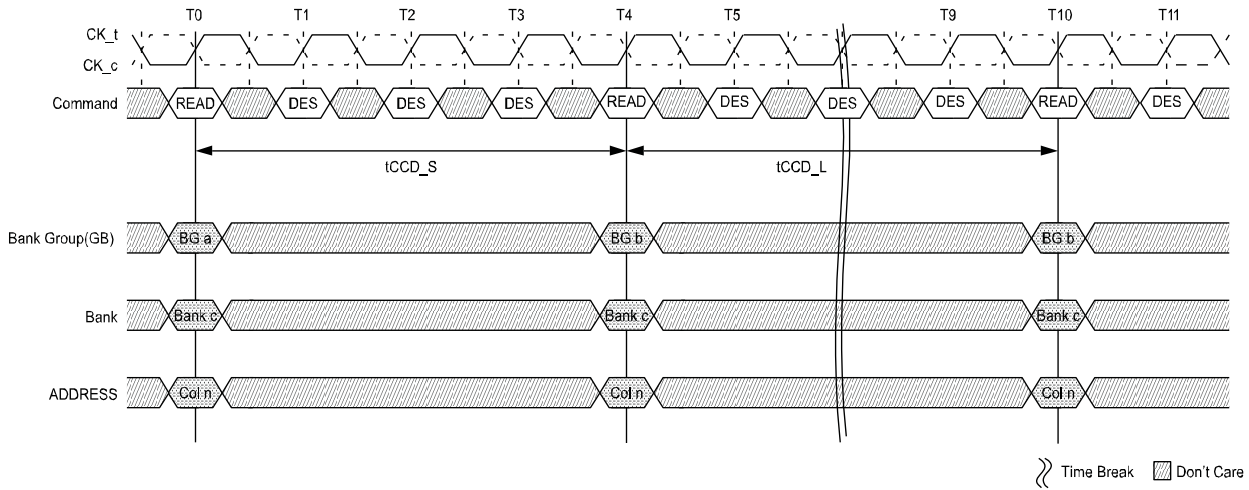 T0 T1 T2 T3 T4 T5 T9 T10 T11
CK_t
CK_c
Command READ DES DES DES READ DES DES DES READ DES
tCCD_S tCCD_L
Bank Group(GB) BG a BG b BG b
Bank Bank c Bank c Bank c
ADDRESS Col n Col n Col n
Time Break Don't Care